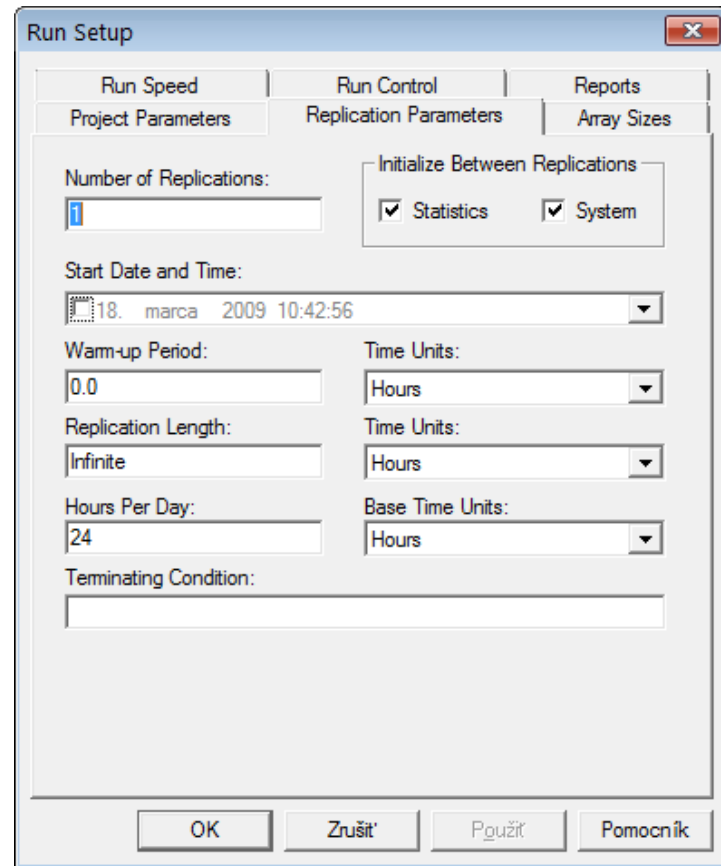 Run Setup
Run Speed Run Control Reports
Project Parameters Replication Parameters Array Sizes
Number of Replications:
1
Initialize Between Replications
Statistics System
Start Date and Time:
18. marca 2009 10:42:56
Warm-up Period: Time Units:
0.0 Hours
Replication Length: Time Units:
Infinite Hours
Hours Per Day: Base Time Units:
24 Hours
Terminating Condition:
OK Zrušiť Použiť Pomocník